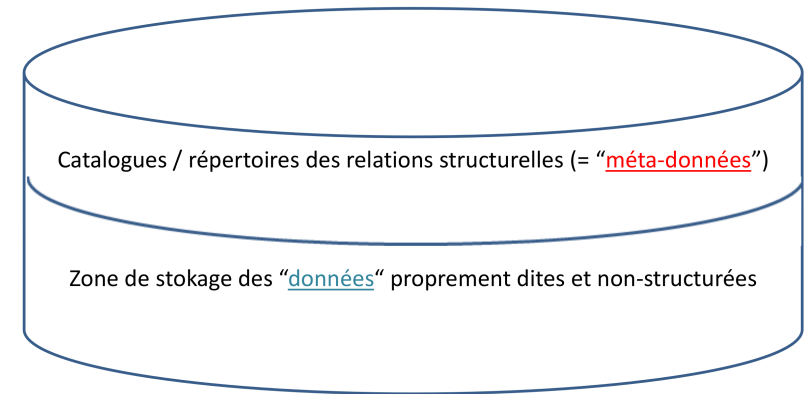 Catalogues / répertoires des relations structurelles (= “méta-données”)
Zone de stokage des “données“ proprement dites et non-structurées